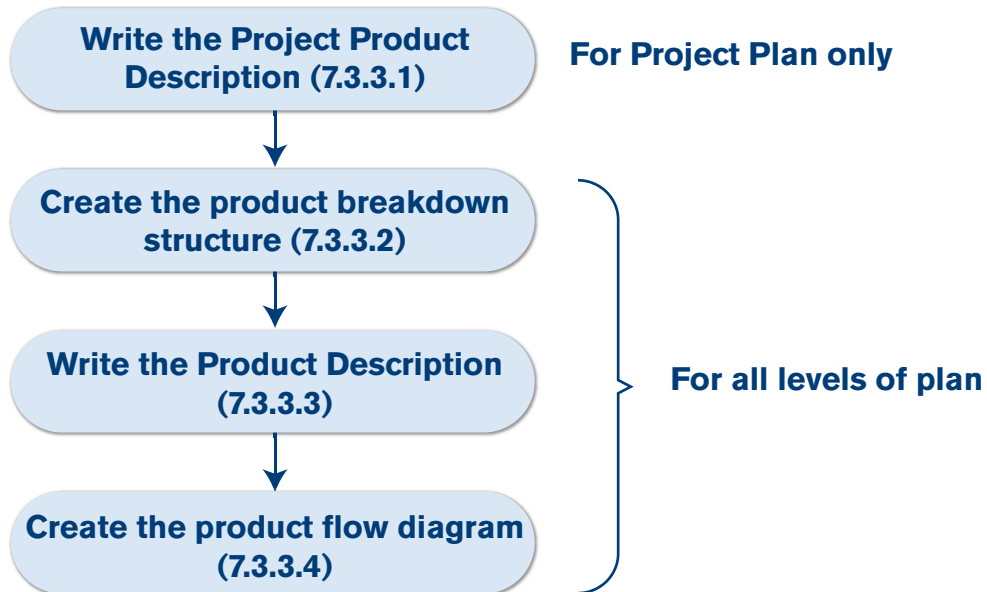 Write the Project Product
Description (7.3.3.1)
For Project Plan only
Create the product breakdown
structure (7.3.3.2)
Write the Product Description
(7.3.3.3)
For all levels of plan
Create the product flow diagram
(7.3.3.4)